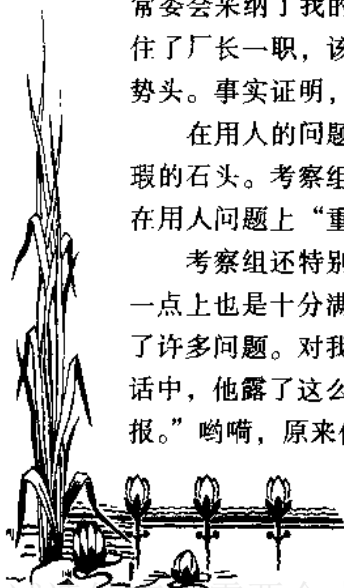 常委会采纳了我的
住了厂长一职，该
势头。事实证明，
在用人的问题
瑕的石头。考察组
在用人问题上“重
考察组还特别
一点上也是十分满
了许多问题。对我
话中，他露了这么
报。”哟嗬，原来